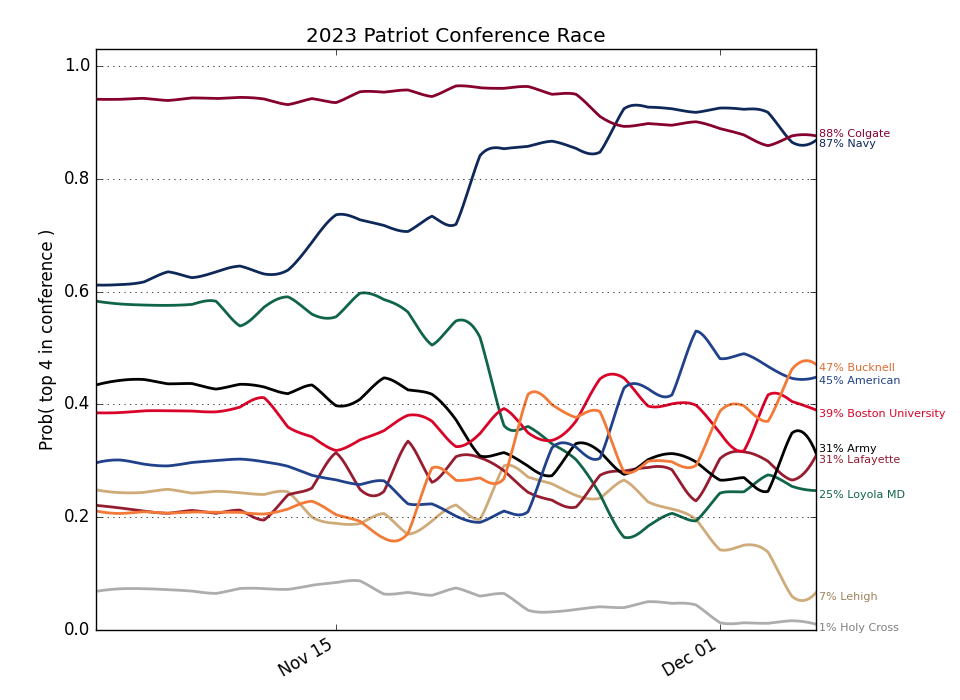 2023 Patriot Conference Race
Prob( top 4 in conference )
1.0
0.8
0.6
0.4
0.2
0.0
Nov 15
Dec 01
88% Colgate
87% Navy
47% Bucknell
45% American
39% Boston University
31% Army
31% Lafayette
25% Loyola MD
7% Lehigh
1% Holy Cross